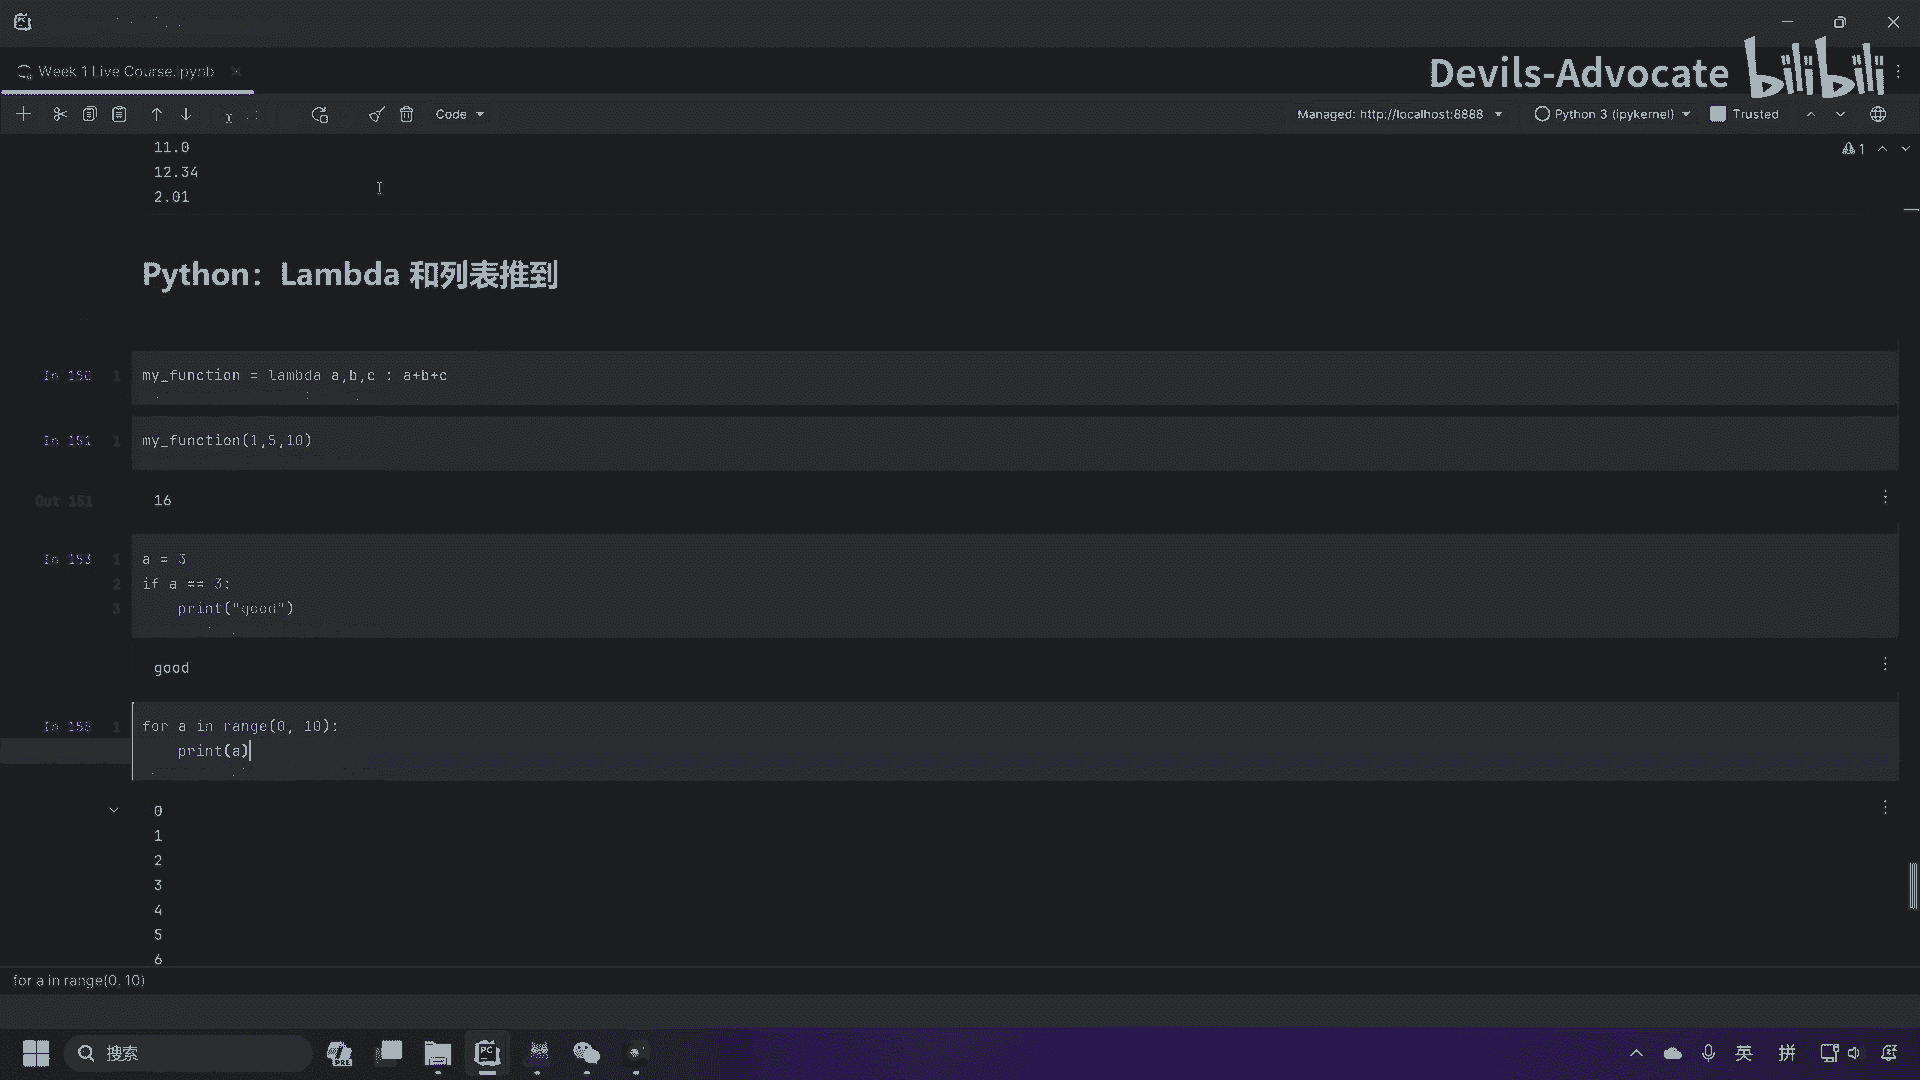 Week 1 Live Course.ipynb
Devils-Advocate bilibili
Code
Managed: http://localhost:8888
Python 3 (ipykernel)
Trusted
1
11.0
12.34
2.01
Python：Lambda 和列表推到
In 150
1
my_function = lambda a,b,c : a+b+c
In 151
1
my_function(1,5,10)
Out 151
16
In 153
1
a = 3
2
if a == 3:
3
print("good")
good
1
for a in range(0, 10):
print(a)
0
1
2
3
4
5
6
for a in range(0, 10)
搜索
PRE
PC
英
拼